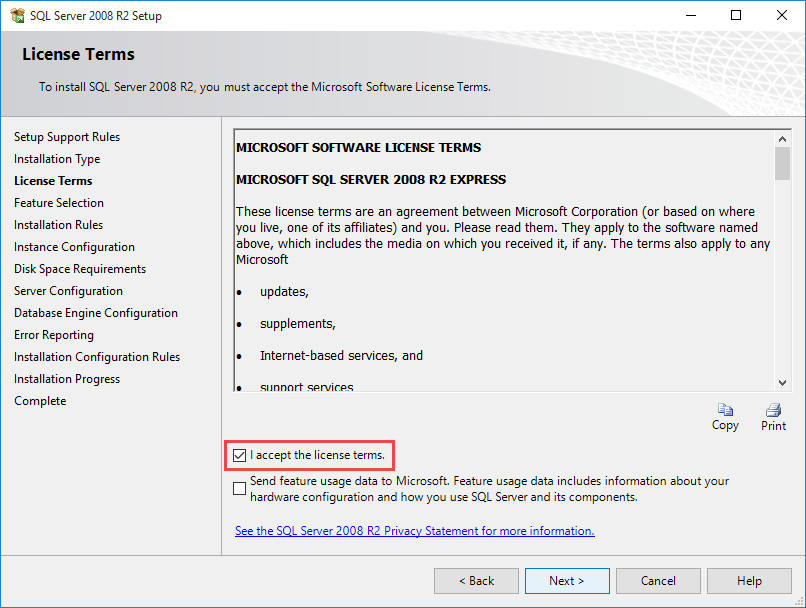 SQL Server 2008 R2 Setup
License Terms
To install SQL Server 2008 R2, you must accept the Microsoft Software License Terms.
Setup Support Rules
Installation Type
License Terms
Feature Selection
Installation Rules
Instance Configuration
Disk Space Requirements
Server Configuration
Database Engine Configuration
Error Reporting
Installation Configuration Rules
Installation Progress
Complete
MICROSOFT SOFTWARE LICENSE TERMS
MICROSOFT SQL SERVER 2008 R2 EXPRESS
These license terms are an agreement between Microsoft Corporation (or based on where
you live, one of its affiliates) and you. Please read them. They apply to the software named
above, which includes the media on which you received it, if any. The terms also apply to any
Microsoft
• updates,
• supplements,
• Internet-based services, and
• support services
Copy
Print
I accept the license terms.
Send feature usage data to Microsoft. Feature usage data includes information about your
hardware configuration and how you use SQL Server and its components.
See the SQL Server 2008 R2 Privacy Statement for more information.
< Back
Next >
Cancel
Help